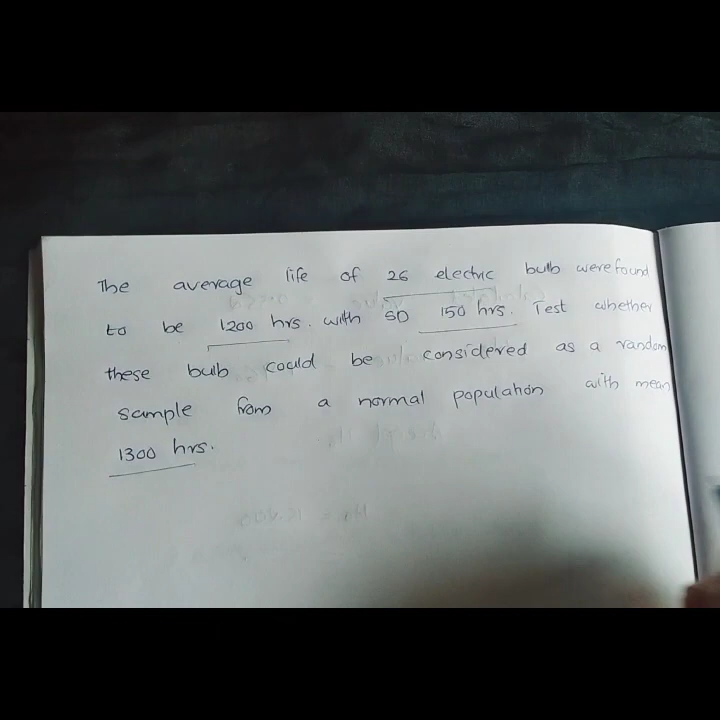 The average life of 26 electric bulb were found
to be 1200 hrs. with SD 150 hrs. Test whether
these bulb could be considered as a random
sample from a normal population with mean
1300 hrs.